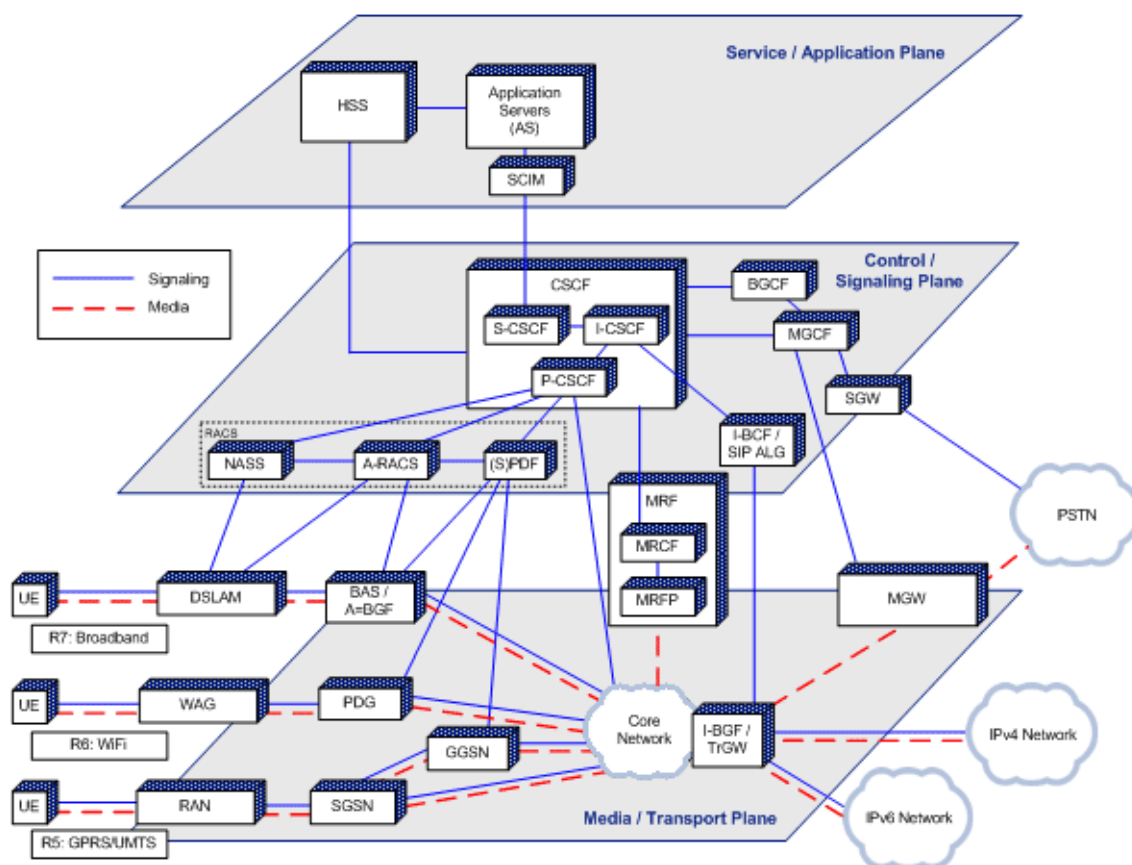 Service / Application Plane
HSS
Application
Servers
(AS)
SCIM
Signaling
Media
Control /
Signaling Plane
CSCF
BGCF
S-CSCF
I-CSCF
MGCF
P-CSCF
SGW
RACS
NASS
A-RACS
(S)PDF
I-BCF /
SIP ALG
MRF
PSTN
MRCF
MRFP
UE
DSLAM
BAS /
A=BGF
MGW
R7: Broadband
UE
WAG
PDG
Core
Network
I-BGF /
TrGW
IPv4 Network
R6: WiFi
GGSN
UE
RAN
SGSN
IPv6 Network
Media / Transport Plane
R5: GPRS/UMTS